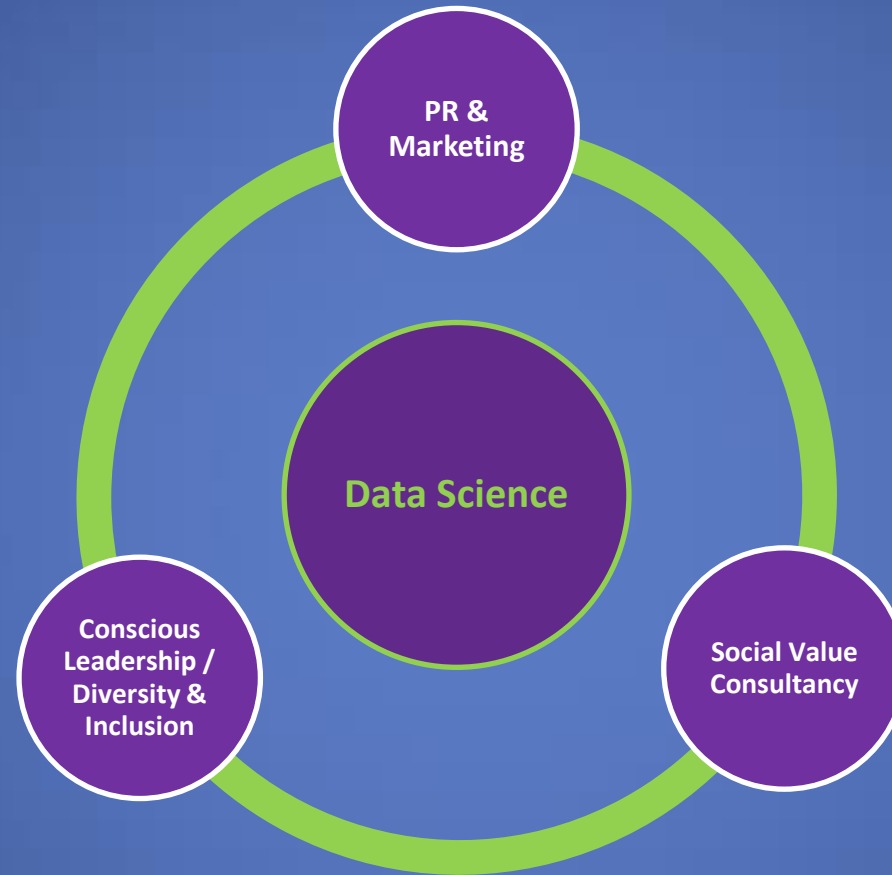 PR &
Marketing
Data Science
Conscious
Leadership /
Diversity &
Inclusion
Social Value
Consultancy